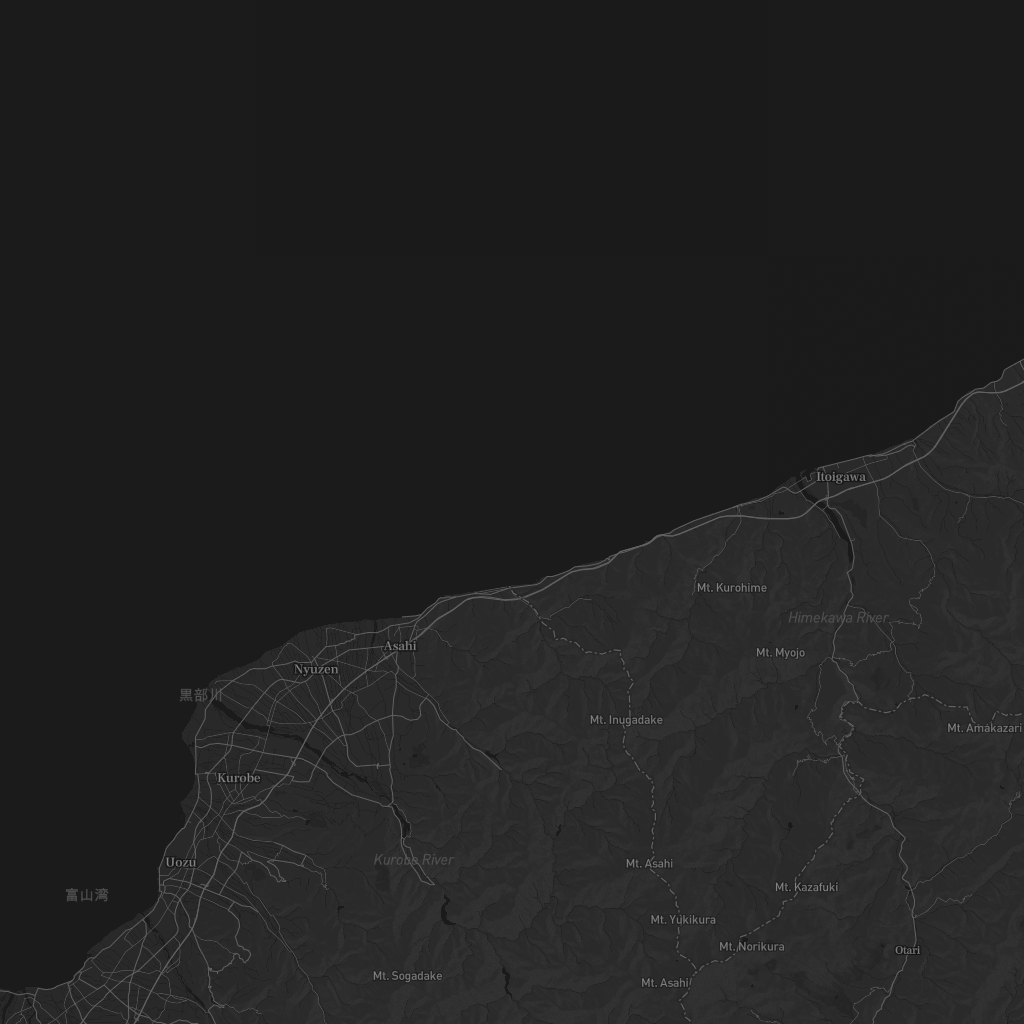 Itoigawa
Mt. Kurohime
Himekawa River
Asahi
Mt. Myojo
Nyuzen
黒部川
Mt. Inugadake
Mt. Amakazari
Kurobe
Uozu
Kurobe River
Mt. Asahi
Mt. Kazafuki
富山湾
Mt. Yukikura
Mt. Norikura
Otari
Mt. Sogadake
Mt. Asahi